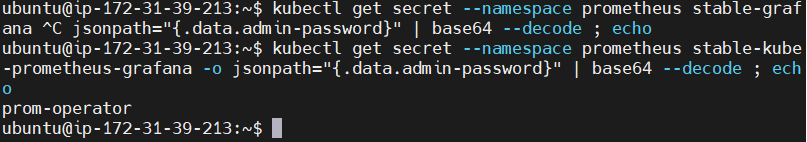 ubuntu@ip-172-31-39-213:~$ kubectl get secret --namespace prometheus stable-graf
ana ^C jsonpath="{.data.admin-password}" | base64 --decode ; echo
ubuntu@ip-172-31-39-213:~$ kubectl get secret --namespace prometheus stable-kube
-prometheus-grafana -o jsonpath="{.data.admin-password}" | base64 --decode ; ech
o
prom-operator
ubuntu@ip-172-31-39-213:~$